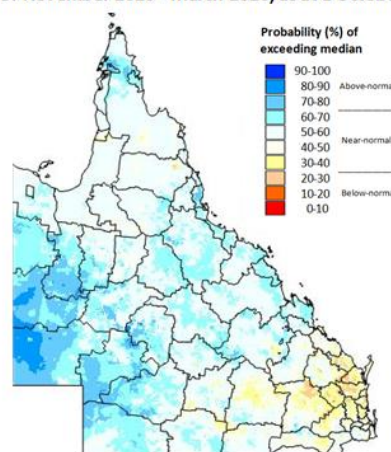 Probability (%) of
exceeding median
90-100
80-90 Above-norma
70-80
60-70
50-60 Near-normal
40-50
30-40
20-30
10-20 Below-norma
0-10